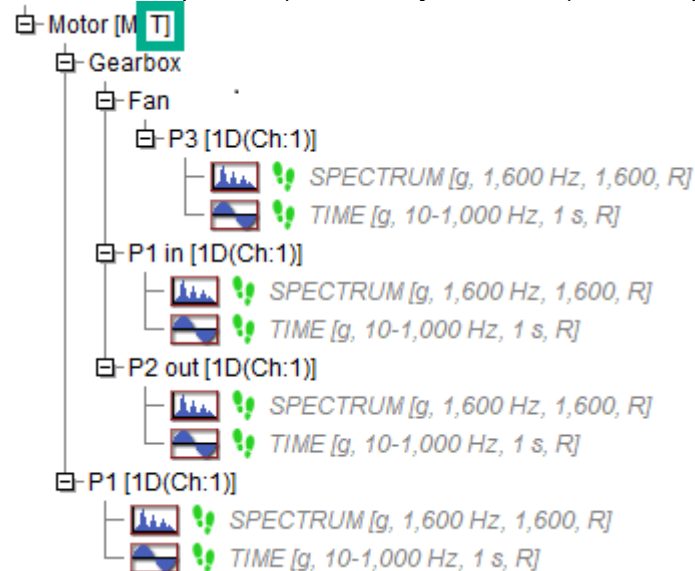 Motor [M T]
Gearbox
Fan
P3 [1D(Ch:1)]
SPECTRUM [g, 1,600 Hz, 1,600, R]
TIME [g, 10-1,000 Hz, 1 s, R]
P1 in [1D(Ch:1)]
SPECTRUM [g, 1,600 Hz, 1,600, R]
TIME [g, 10-1,000 Hz, 1 s, R]
P2 out [1D(Ch:1)]
SPECTRUM [g, 1,600 Hz, 1,600, R]
TIME [g, 10-1,000 Hz, 1 s, R]
P1 [1D(Ch:1)]
SPECTRUM [g, 1,600 Hz, 1,600, R]
TIME [g, 10-1,000 Hz, 1 s, R]